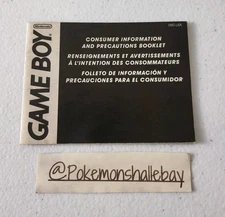 Nintendo
GAME BOY
CONSUMER INFORMATION
AND PRECAUTIONS BOOKLET
RENSEIGNEMENTS ET AVERTISSEMENTS
À L'INTENTION DES CONSOMMATEURS
FOLLETO DE INFORMACIÓN Y
PRECAUCIONES PARA EL CONSUMIDOR
@Pokemonshallebay